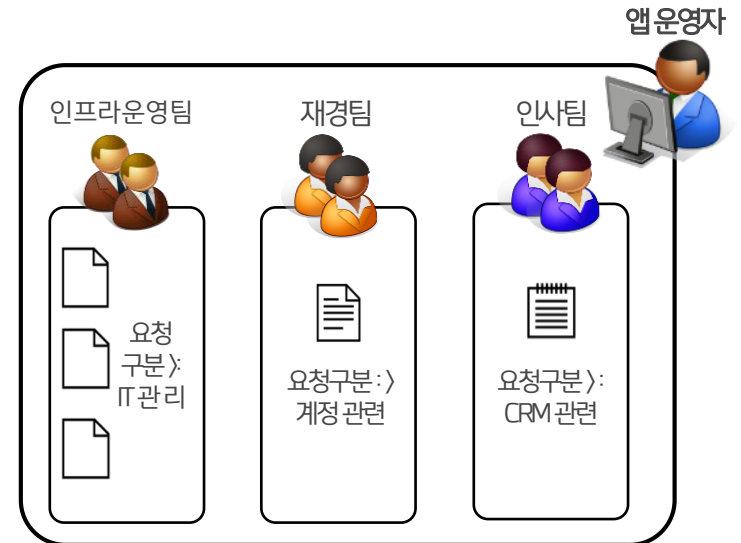 앱 운영자
인프라운영팀
재경팀
인사팀
요청
구분 〉:
IT 관리
요청구분 : 〉
계정 관련
요청구분 〉:
CRM 관련